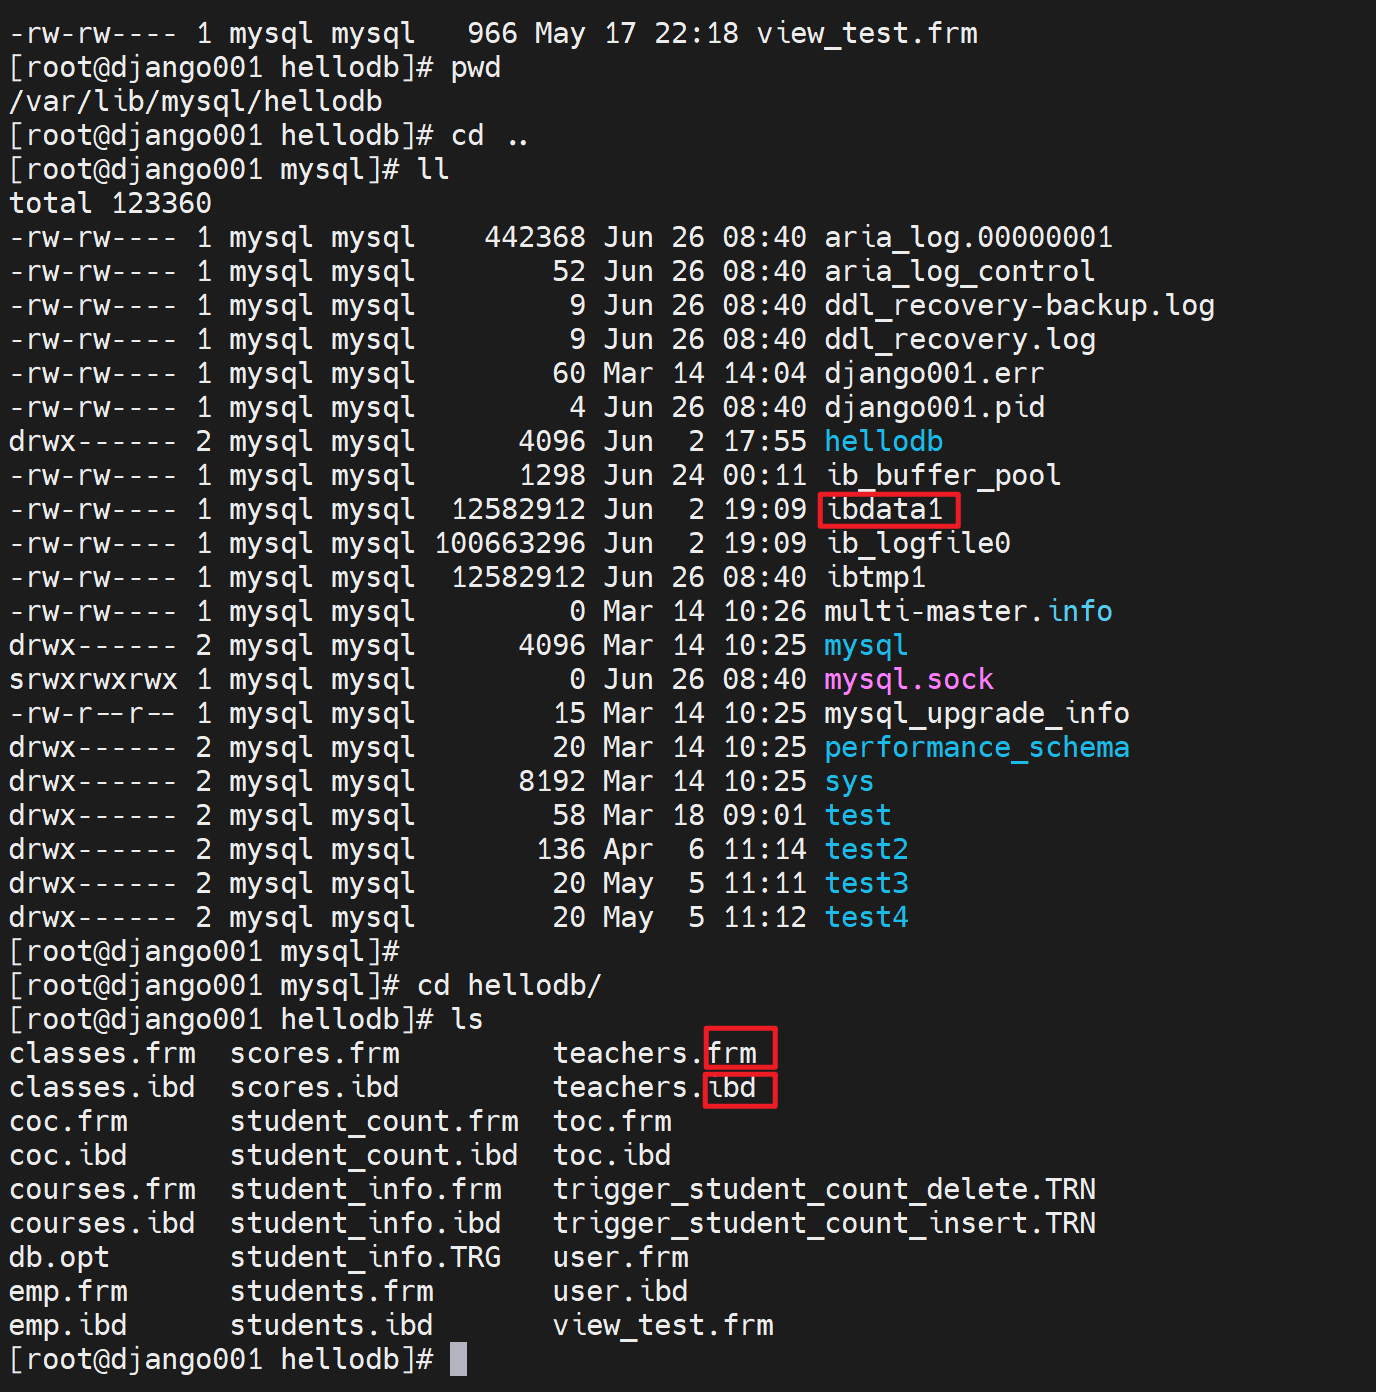 -rw-rw---- 1 mysql mysql   966 May 17 22:18 view_test.frm
[root@django001 hellodb]# pwd
/var/lib/mysql/hellodb
[root@django001 hellodb]# cd ..
[root@django001 mysql]# ll
total 123360
-rw-rw---- 1 mysql mysql    442368 Jun 26 08:40 aria_log.00000001
-rw-rw---- 1 mysql mysql        52 Jun 26 08:40 aria_log_control
-rw-rw---- 1 mysql mysql         9 Jun 26 08:40 ddl_recovery-backup.log
-rw-rw---- 1 mysql mysql         9 Jun 26 08:40 ddl_recovery.log
-rw-rw---- 1 mysql mysql        60 Mar 14 14:04 django001.err
-rw-rw---- 1 mysql mysql         4 Jun 26 08:40 django001.pid
drwx------ 2 mysql mysql      4096 Jun  2 17:55 hellodb
-rw-rw---- 1 mysql mysql      1298 Jun 24 00:11 ib_buffer_pool
-rw-rw---- 1 mysql mysql  12582912 Jun  2 19:09 ibdata1
-rw-rw---- 1 mysql mysql 100663296 Jun  2 19:09 ib_logfile0
-rw-rw---- 1 mysql mysql  12582912 Jun 26 08:40 ibtmp1
-rw-rw---- 1 mysql mysql         0 Mar 14 10:26 multi-master.info
drwx------ 2 mysql mysql      4096 Mar 14 10:25 mysql
srwxrwxrwx 1 mysql mysql         0 Jun 26 08:40 mysql.sock
-rw-r--r-- 1 mysql mysql        15 Mar 14 10:25 mysql_upgrade_info
drwx------ 2 mysql mysql        20 Mar 14 10:25 performance_schema
drwx------ 2 mysql mysql      8192 Mar 14 10:25 sys
drwx------ 2 mysql mysql        58 Mar 18 09:01 test
drwx------ 2 mysql mysql       136 Apr  6 11:14 test2
drwx------ 2 mysql mysql        20 May  5 11:11 test3
drwx------ 2 mysql mysql        20 May  5 11:12 test4
[root@django001 mysql]#
[root@django001 mysql]# cd hellodb/
[root@django001 hellodb]# ls
classes.frm  scores.frm         teachers.frm
classes.ibd  scores.ibd         teachers.ibd
coc.frm      student_count.frm  toc.frm
coc.ibd      student_count.ibd  toc.ibd
courses.frm  student_info.frm   trigger_student_count_delete.TRN
courses.ibd  student_info.ibd   trigger_student_count_insert.TRN
db.opt       student_info.TRG   user.frm
emp.frm      students.frm       user.ibd
emp.ibd      students.ibd       view_test.frm
[root@django001 hellodb]#